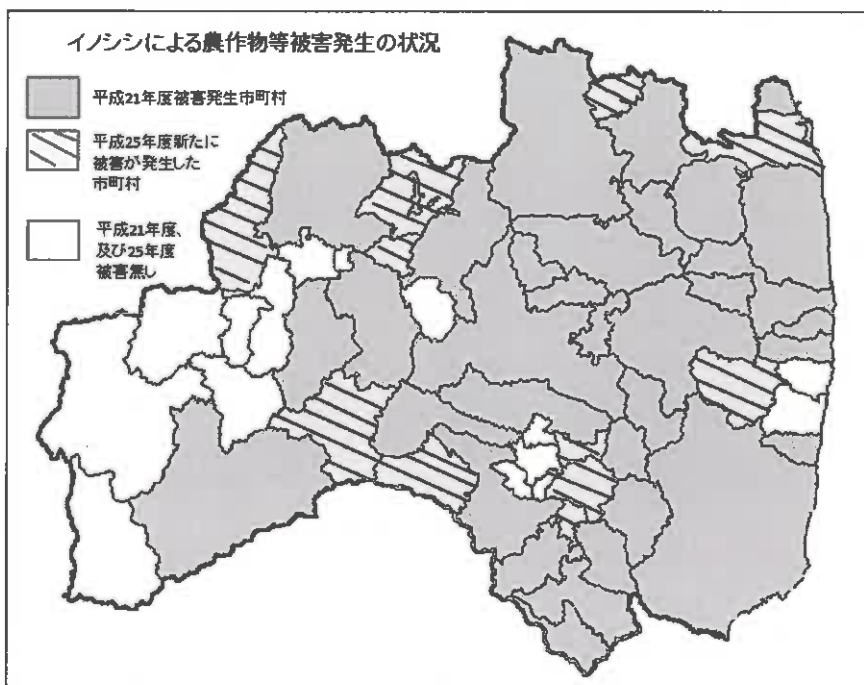 イノシシによる農作物等被害発生の状況
平成21年度被害発生市町村
平成25年度新たに
被害が発生した
市町村
平成21年度、
及び25年度
被害無し